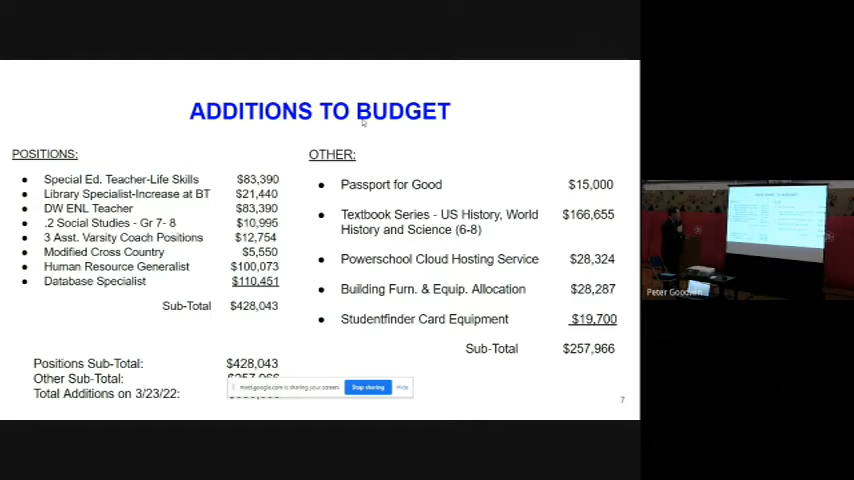 ADDITIONS TO BUDGET
POSITIONS:
Special Ed. Teacher-Life Skills $83,390
Library Specialist-Increase at BT $21,440
DW ENL Teacher $83,390
.2 Social Studies - Gr 7- 8 $10,995
3 Asst. Varsity Coach Positions $12,754
Modified Cross Country $5,550
Human Resource Generalist $100,073
Database Specialist $110,451
Sub-Total $428,043
Positions Sub-Total: $428,043
Other Sub-Total:
Total Additions on 3/23/22:
OTHER:
Passport for Good $15,000
Textbook Series - US History, World $166,655
History and Science (6-8)
Powerschool Cloud Hosting Service $28,324
Building Furn. & Equip. Allocation $28,287
Studentfinder Card Equipment $19,700
Sub-Total $257,966
meet.google.com is sharing your screen. Stop sharing Hide
7
Peter Goodwin